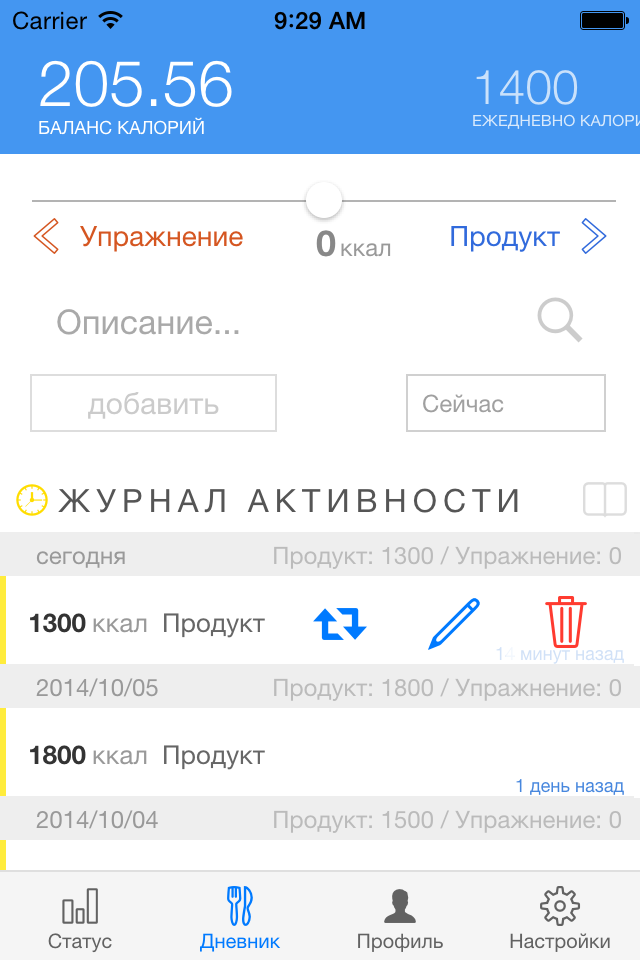 Carrier 9:29 AM
205.56 1400
БАЛАНС КАЛОРИЙ ЕЖЕДНЕВНО КАЛОРИ
Упражнение 0 ккал Продукт
Описание...
добавить Сейчас
ЖУРНАЛ АКТИВНОСТИ
сегодня Продукт: 1300 / Упражнение: 0
1300 ккал Продукт
14 минут назад
2014/10/05 Продукт: 1800 / Упражнение: 0
1800 ккал Продукт
1 день назад
2014/10/04 Продукт: 1500 / Упражнение: 0
Статус Дневник Профиль Настройки